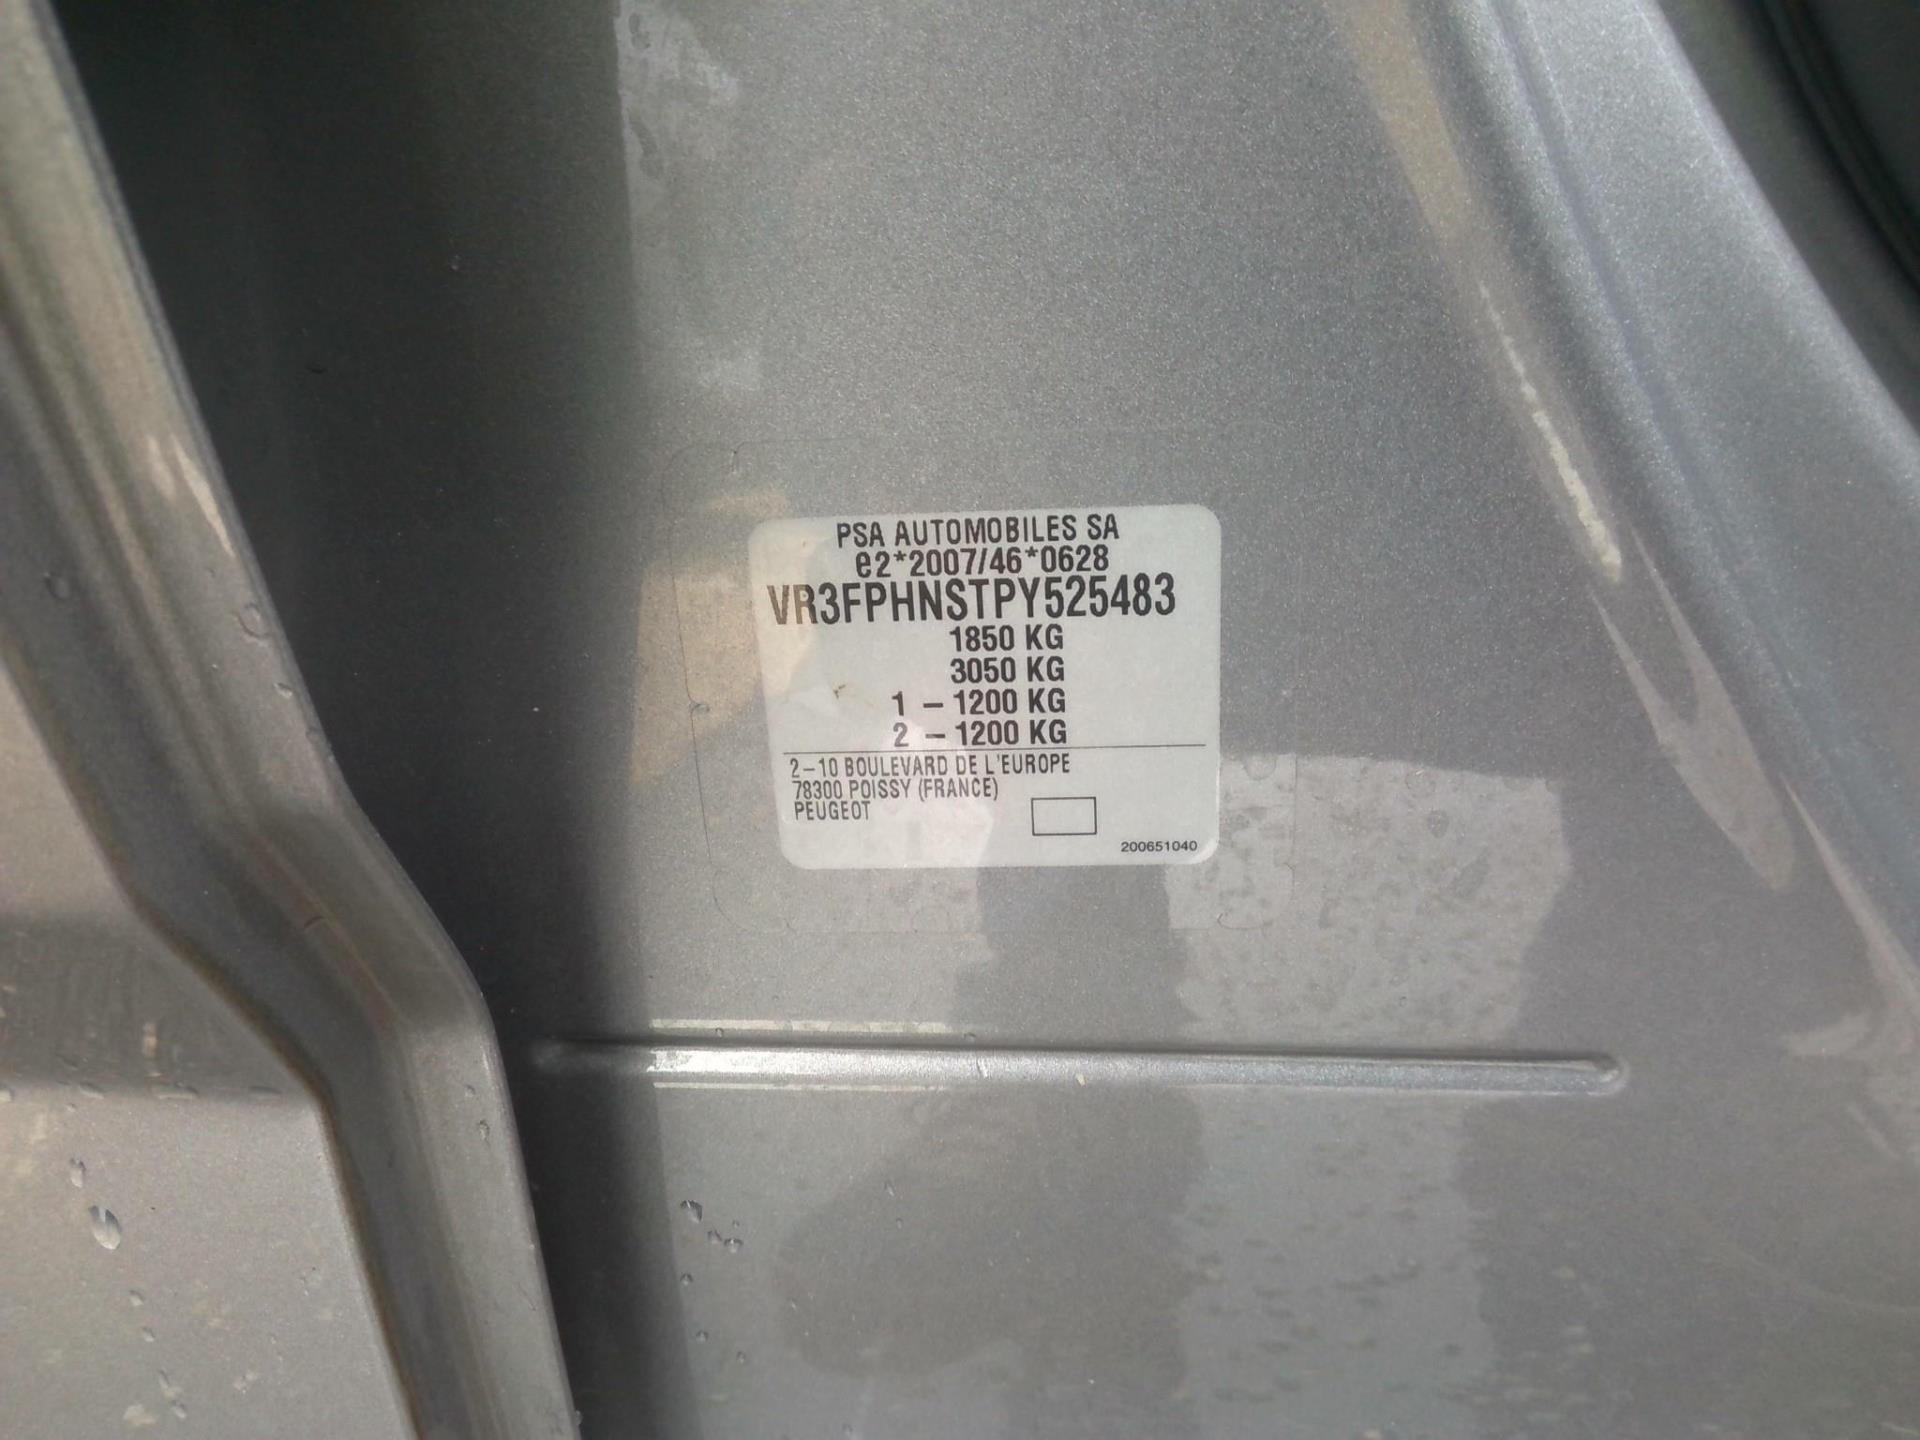 PSA AUTOMOBILES SA
e2*2007/46*0628
VR3FPHNSTPY525483
1850 KG
3050 KG
1 – 1200 KG
2 – 1200 KG
2–10 BOULEVARD DE L'EUROPE
78300 POISSY (FRANCE)
PEUGEOT
200651040